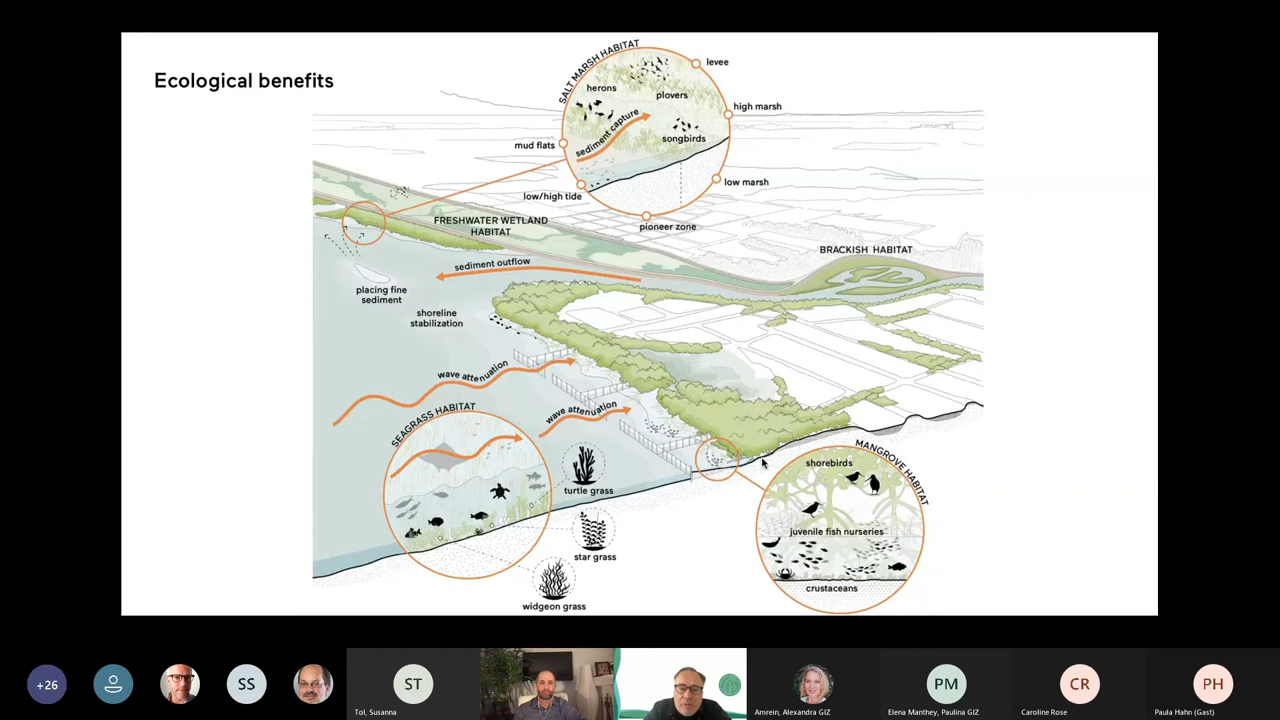 Ecological benefits
SALT MARSH HABITAT
levee
herons
plovers
high marsh
sediment capture
songbirds
mud flats
low/high tide
low marsh
pioneer zone
FRESHWATER WETLAND
HABITAT
BRACKISH HABITAT
sediment outflow
placing fine
sediment
shoreline
stabilization
wave attenuation
wave attenuation
SEAGRASS HABITAT
turtle grass
star grass
widgeon grass
MANGROVE HABITAT
shorebirds
juvenile fish nurseries
crustaceans
+26
SS
ST
Tol, Susanna
Amrein, Alexandra GIZ
PM
Elena Manthey, Paulina GIZ
CR
Caroline Rose
PH
Paula Hahn (Gast)